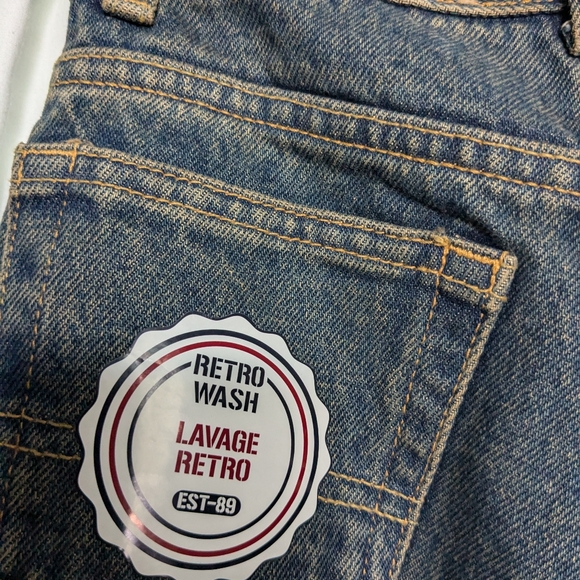 RETRO
WASH
LAVAGE
RETRO
EST-89